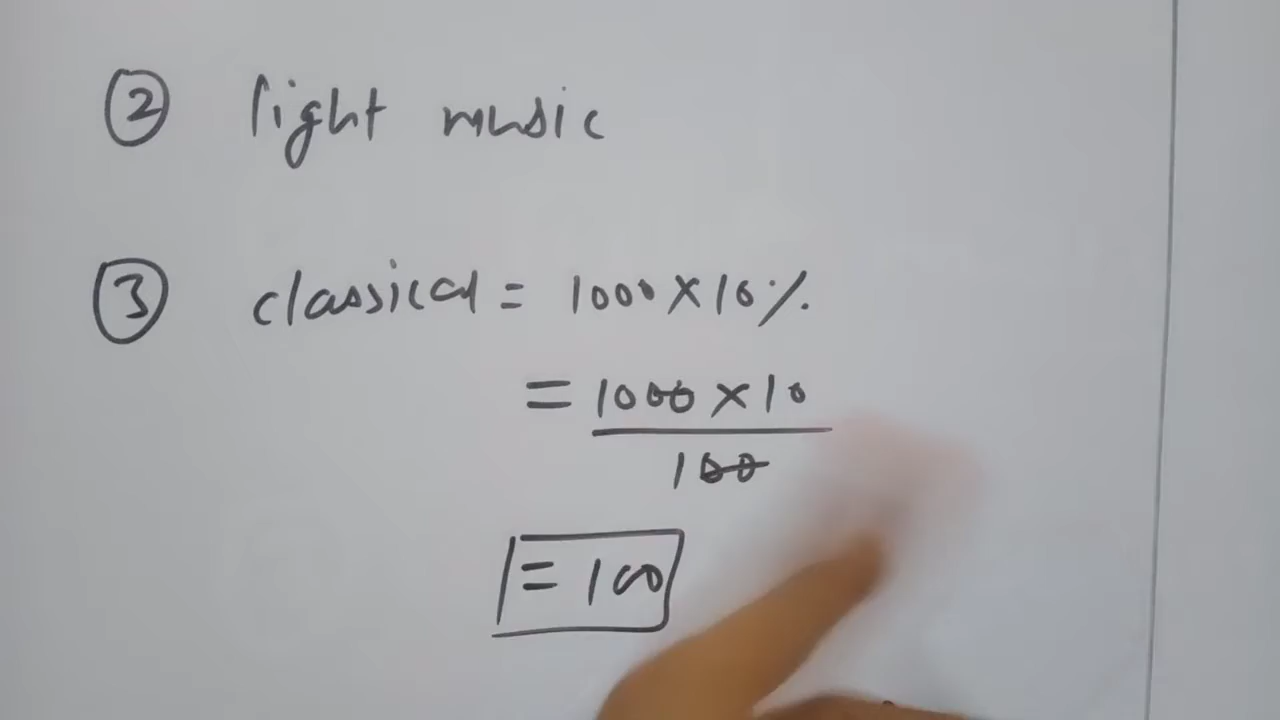 ② light music
③ classical = 1000 × 10%
= 1000 × 10
100
= 100